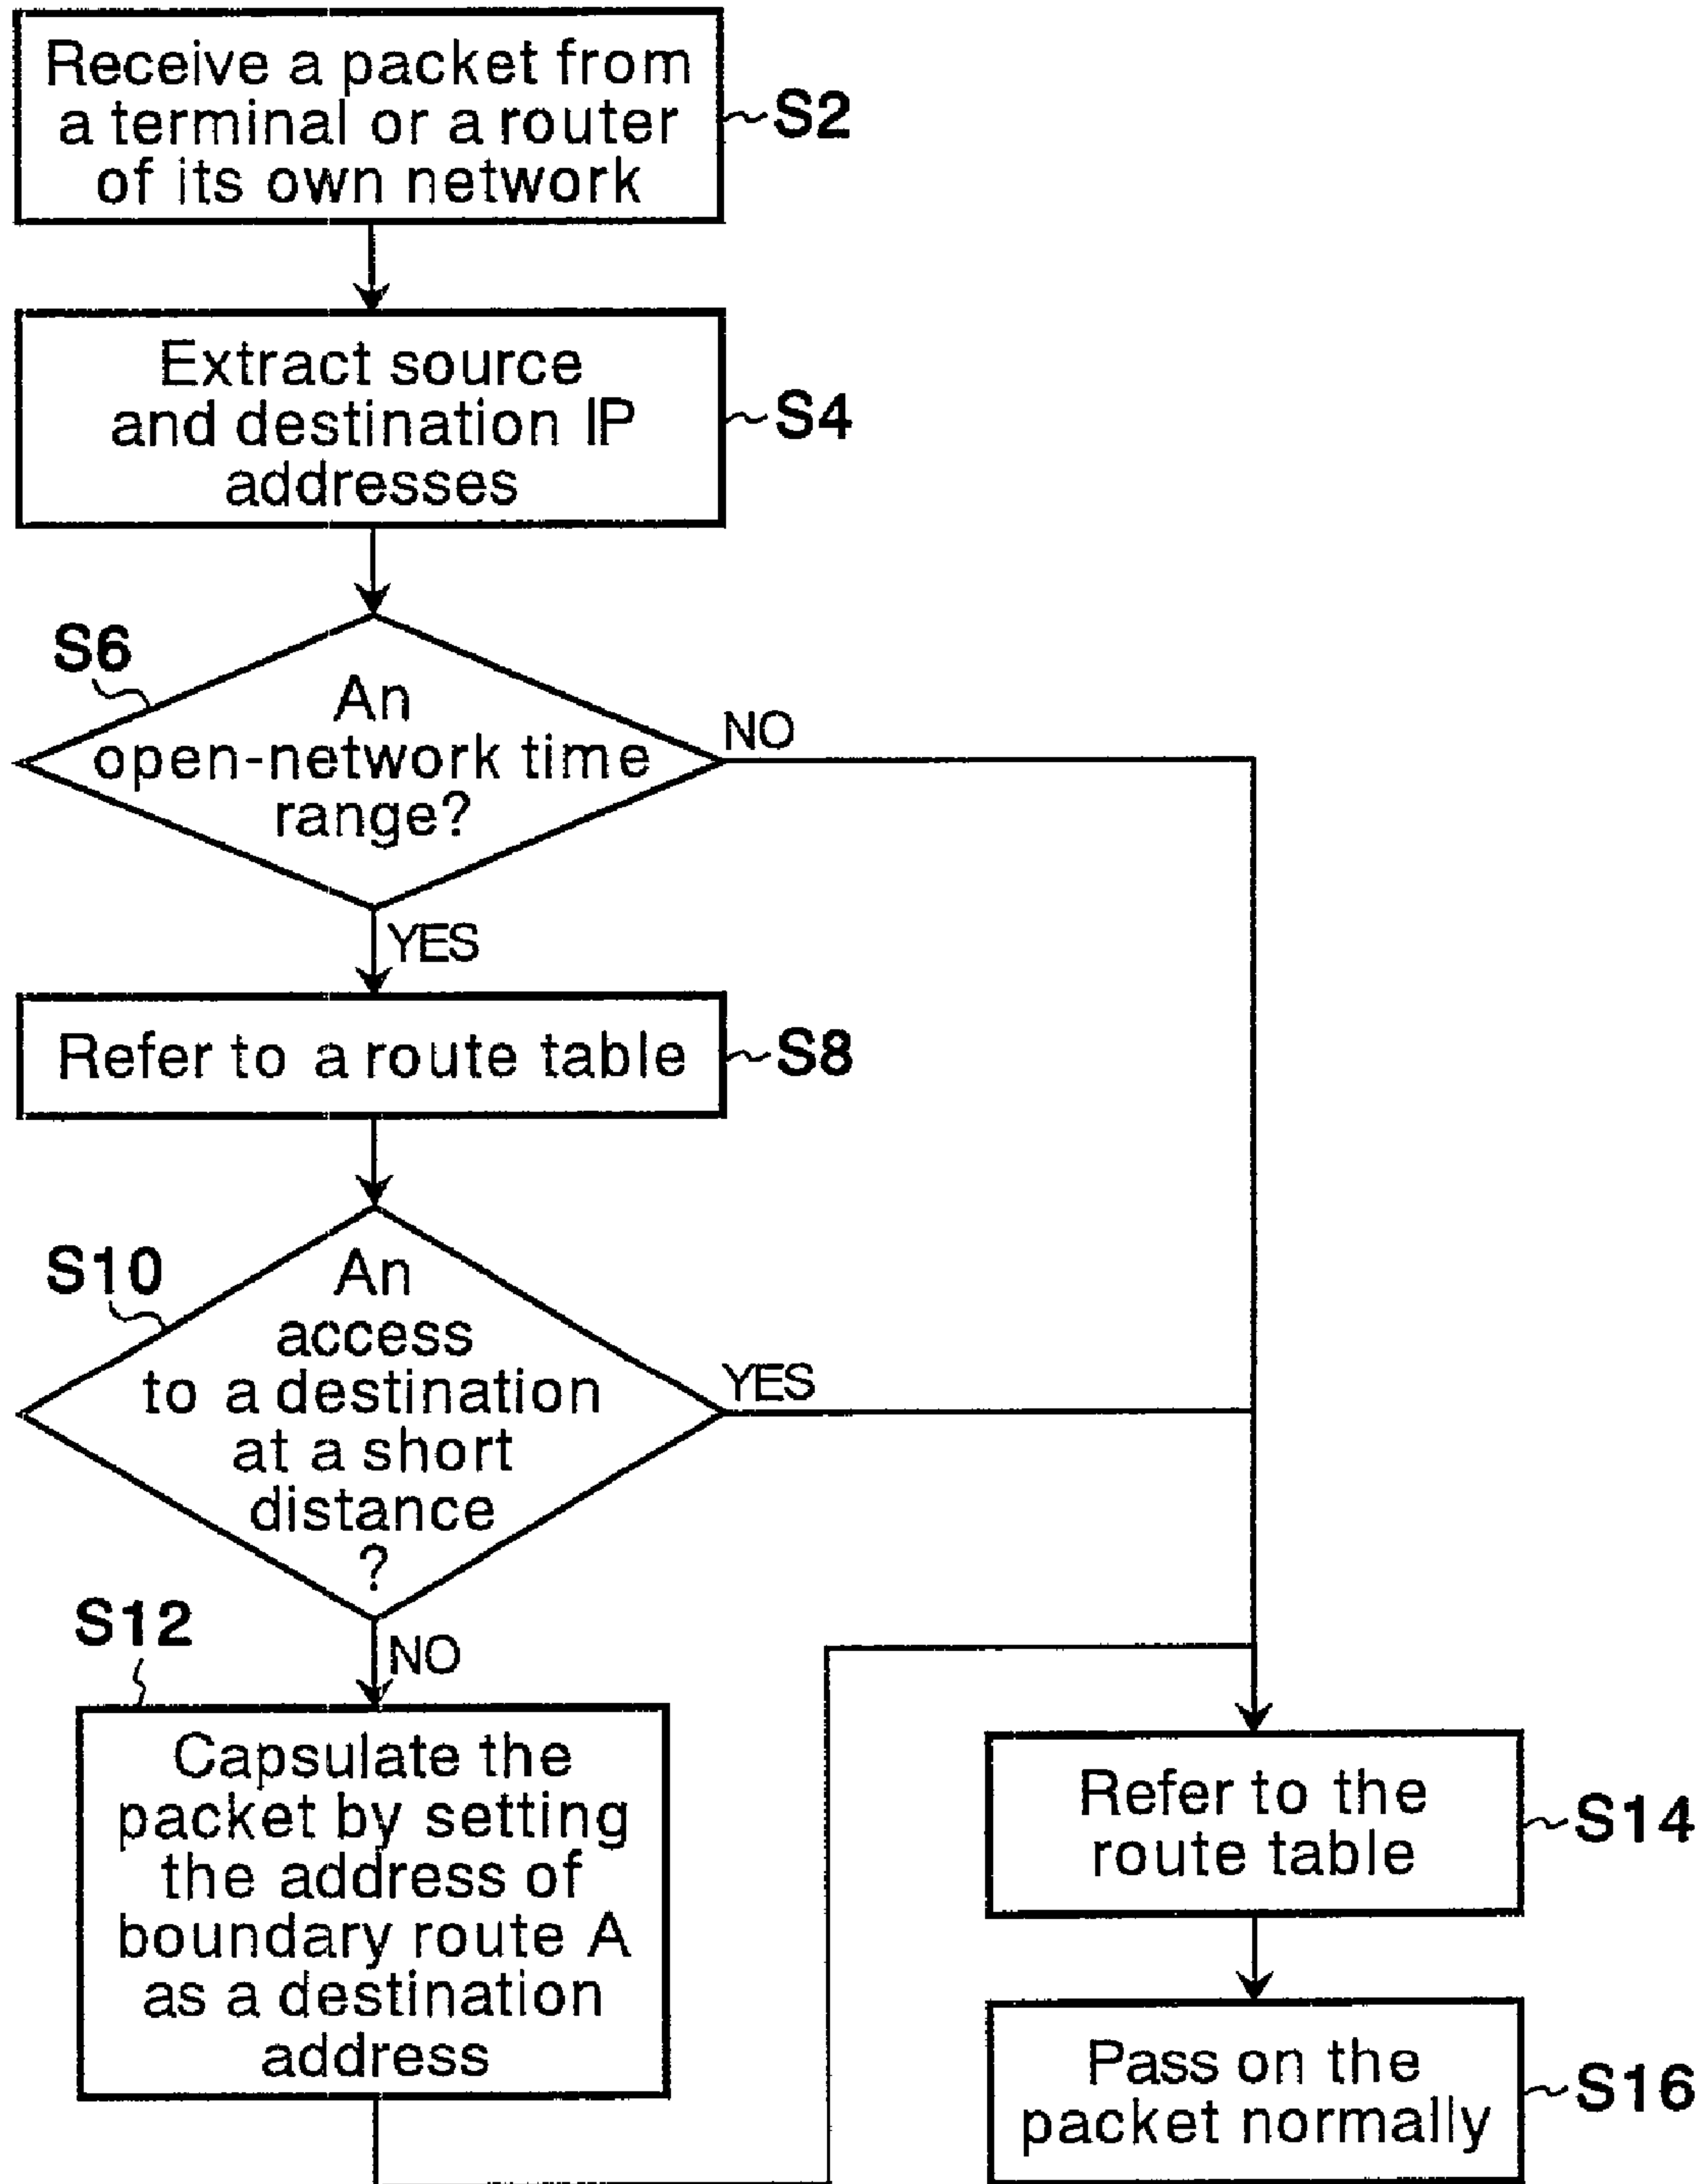 Receive a packet from
a terminal or a router
of its own network
S2
Extract source
and destination IP
addresses
S4
S6
An
open-network time
range?
NO
YES
Refer to a route table
S8
S10
An
access
to a destination
at a short
distance
?
YES
NO
S12
Capsulate the
packet by setting
the address of
boundary route A
as a destination
address
Refer to the
route table
S14
Pass on the
packet normally
S16